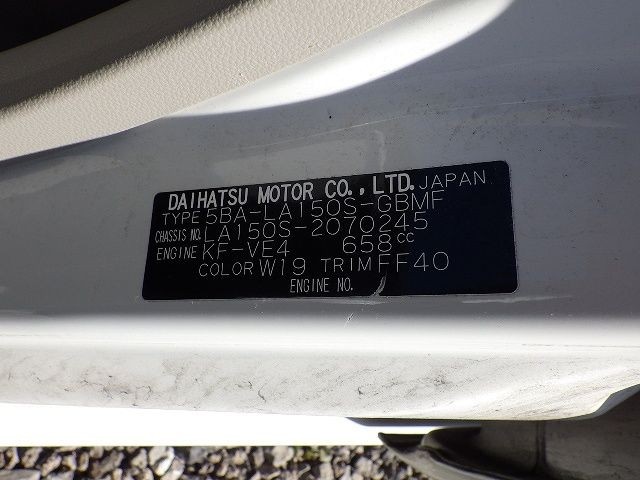 DAIHATSU MOTOR CO., LTD. JAPAN
TYPE 5BA-LA150S-GBMF
CHASSIS NO. LA150S-2070245
ENGINE KF-VE4 658cc
COLOR W19 TRIM FF40
ENGINE NO.